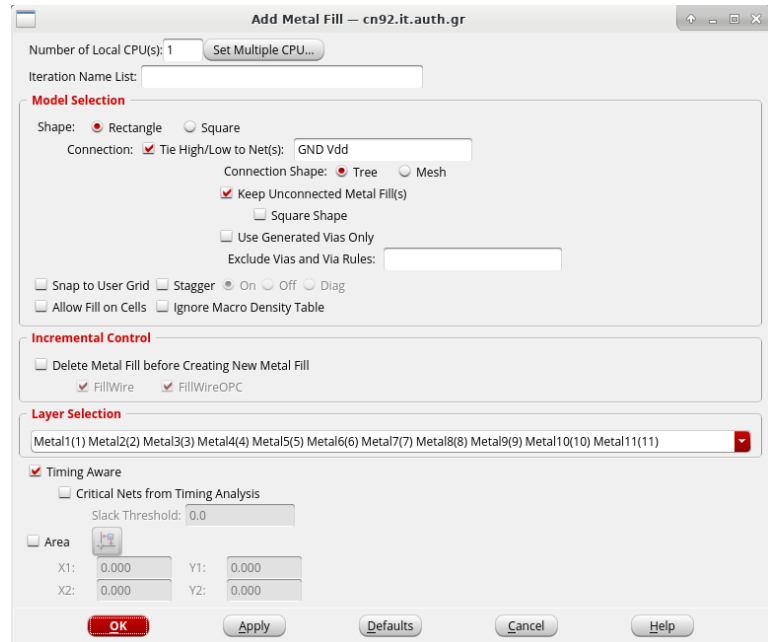 Add Metal Fill — cn92.it.auth.gr
Number of Local CPU(s): 1 Set Multiple CPU...
Iteration Name List:
Model Selection
Shape: Rectangle Square
Connection: Tie High/Low to Net(s): GND Vdd
Connection Shape: Tree Mesh
Keep Unconnected Metal Fill(s)
Square Shape
Use Generated Vias Only
Exclude Vias and Via Rules:
Snap to User Grid Stagger On Off Diag
Allow Fill on Cells Ignore Macro Density Table
Incremental Control
Delete Metal Fill before Creating New Metal Fill
FillWire FillWireOPC
Layer Selection
Metal1(1) Metal2(2) Metal3(3) Metal4(4) Metal5(5) Metal6(6) Metal7(7) Metal8(8) Metal9(9) Metal10(10) Metal11(11)
Timing Aware
Critical Nets from Timing Analysis
Slack Threshold: 0.0
Area
X1: 0.000 Y1: 0.000
X2: 0.000 Y2: 0.000
OK Apply Defaults Cancel Help